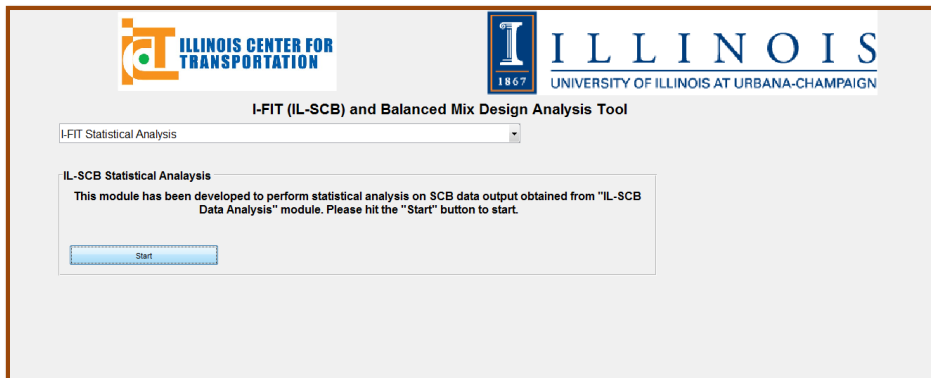 ILLINOIS CENTER FOR
TRANSPORTATION
ILLINOIS
1867
UNIVERSITY OF ILLINOIS AT URBANA-CHAMPAIGN
I-FIT (IL-SCB) and Balanced Mix Design Analysis Tool
I-FIT Statistical Analysis
IL-SCB Statistical Analaysis
This module has been developed to perform statistical analysis on SCB data output obtained from "IL-SCB
Data Analysis" module. Please hit the "Start" button to start.
Start